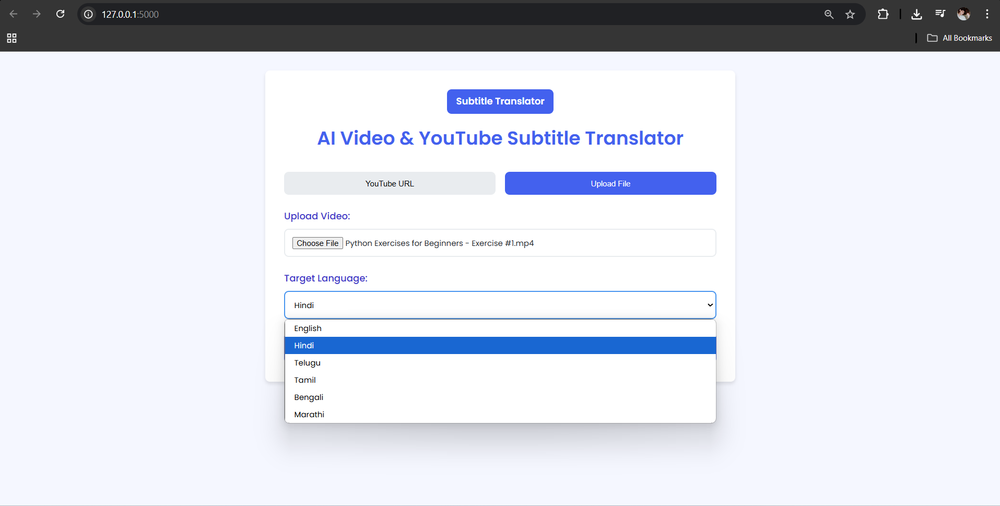 127.0.0.1:5000
All Bookmarks
Subtitle Translator
AI Video & YouTube Subtitle Translator
YouTube URL
Upload File
Upload Video:
Choose File Python Exercises for Beginners - Exercise #1.mp4
Target Language:
Hindi
English
Hindi
Telugu
Tamil
Bengali
Marathi